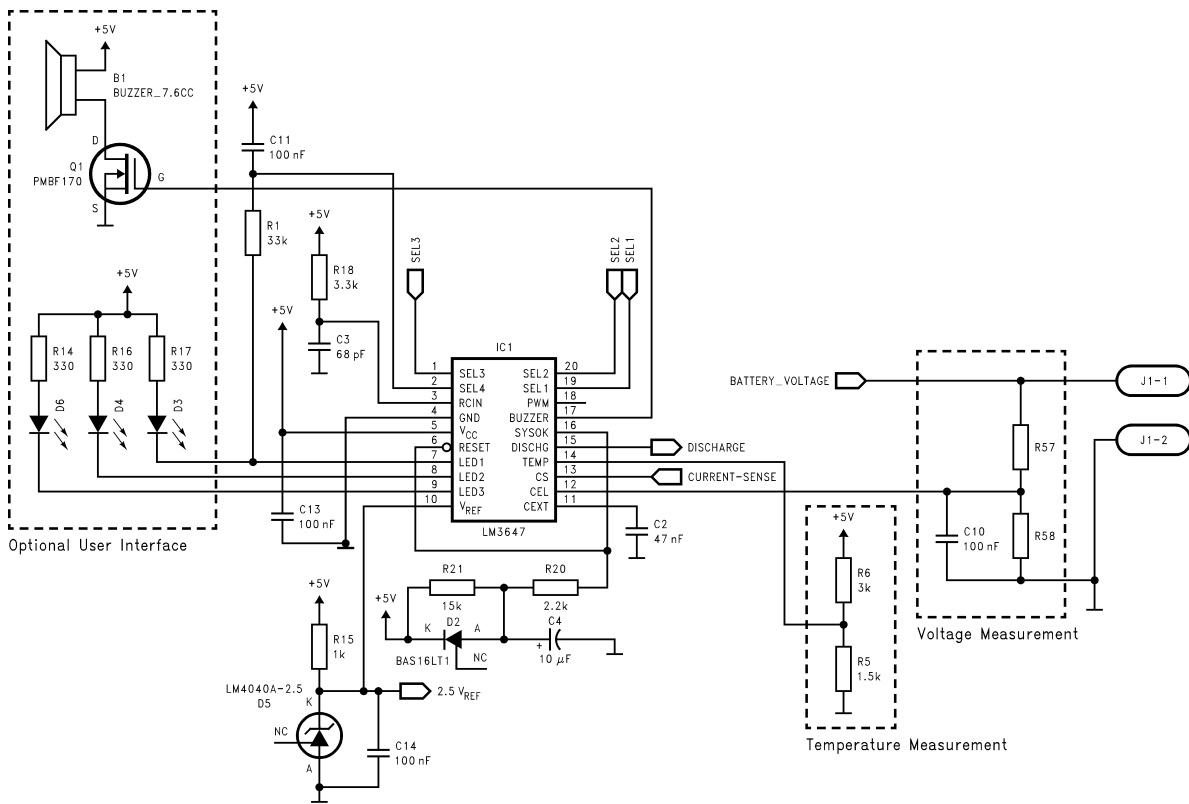 +5V
B1
BUZZER_7.6CC
D
Q1
PMBF170
G
S
+5V
C11
100 nF
R1
33k
+5V
R18
3.3k
C3
68 pF
+5V
SEL3
SEL2
SEL1
+5V
R14
330
R16
330
R17
330
D6
D4
D3
Optional User Interface
IC1
1
SEL3
2
SEL4
3
RCIN
4
GND
5
VCC
6
RESET
7
LED1
8
LED2
9
LED3
10
VREF
20
SEL2
19
SEL1
18
PWM
17
BUZZER
16
SYSOK
15
DISCHG
14
TEMP
13
CS
12
CEL
11
CEXT
LM3647
C13
100 nF
DISCHARGE
CURRENT-SENSE
C2
47 nF
BATTERY_VOLTAGE
J1-1
J1-2
R57
R58
C10
100 nF
Voltage Measurement
+5V
R6
3k
R5
1.5k
Temperature Measurement
+5V
R21
15k
R20
2.2k
K
D2
A
BAS16LT1
NC
C4
+
10 µF
+5V
R15
1k
LM4040A-2.5
D5
K
NC
A
2.5 VREF
C14
100 nF